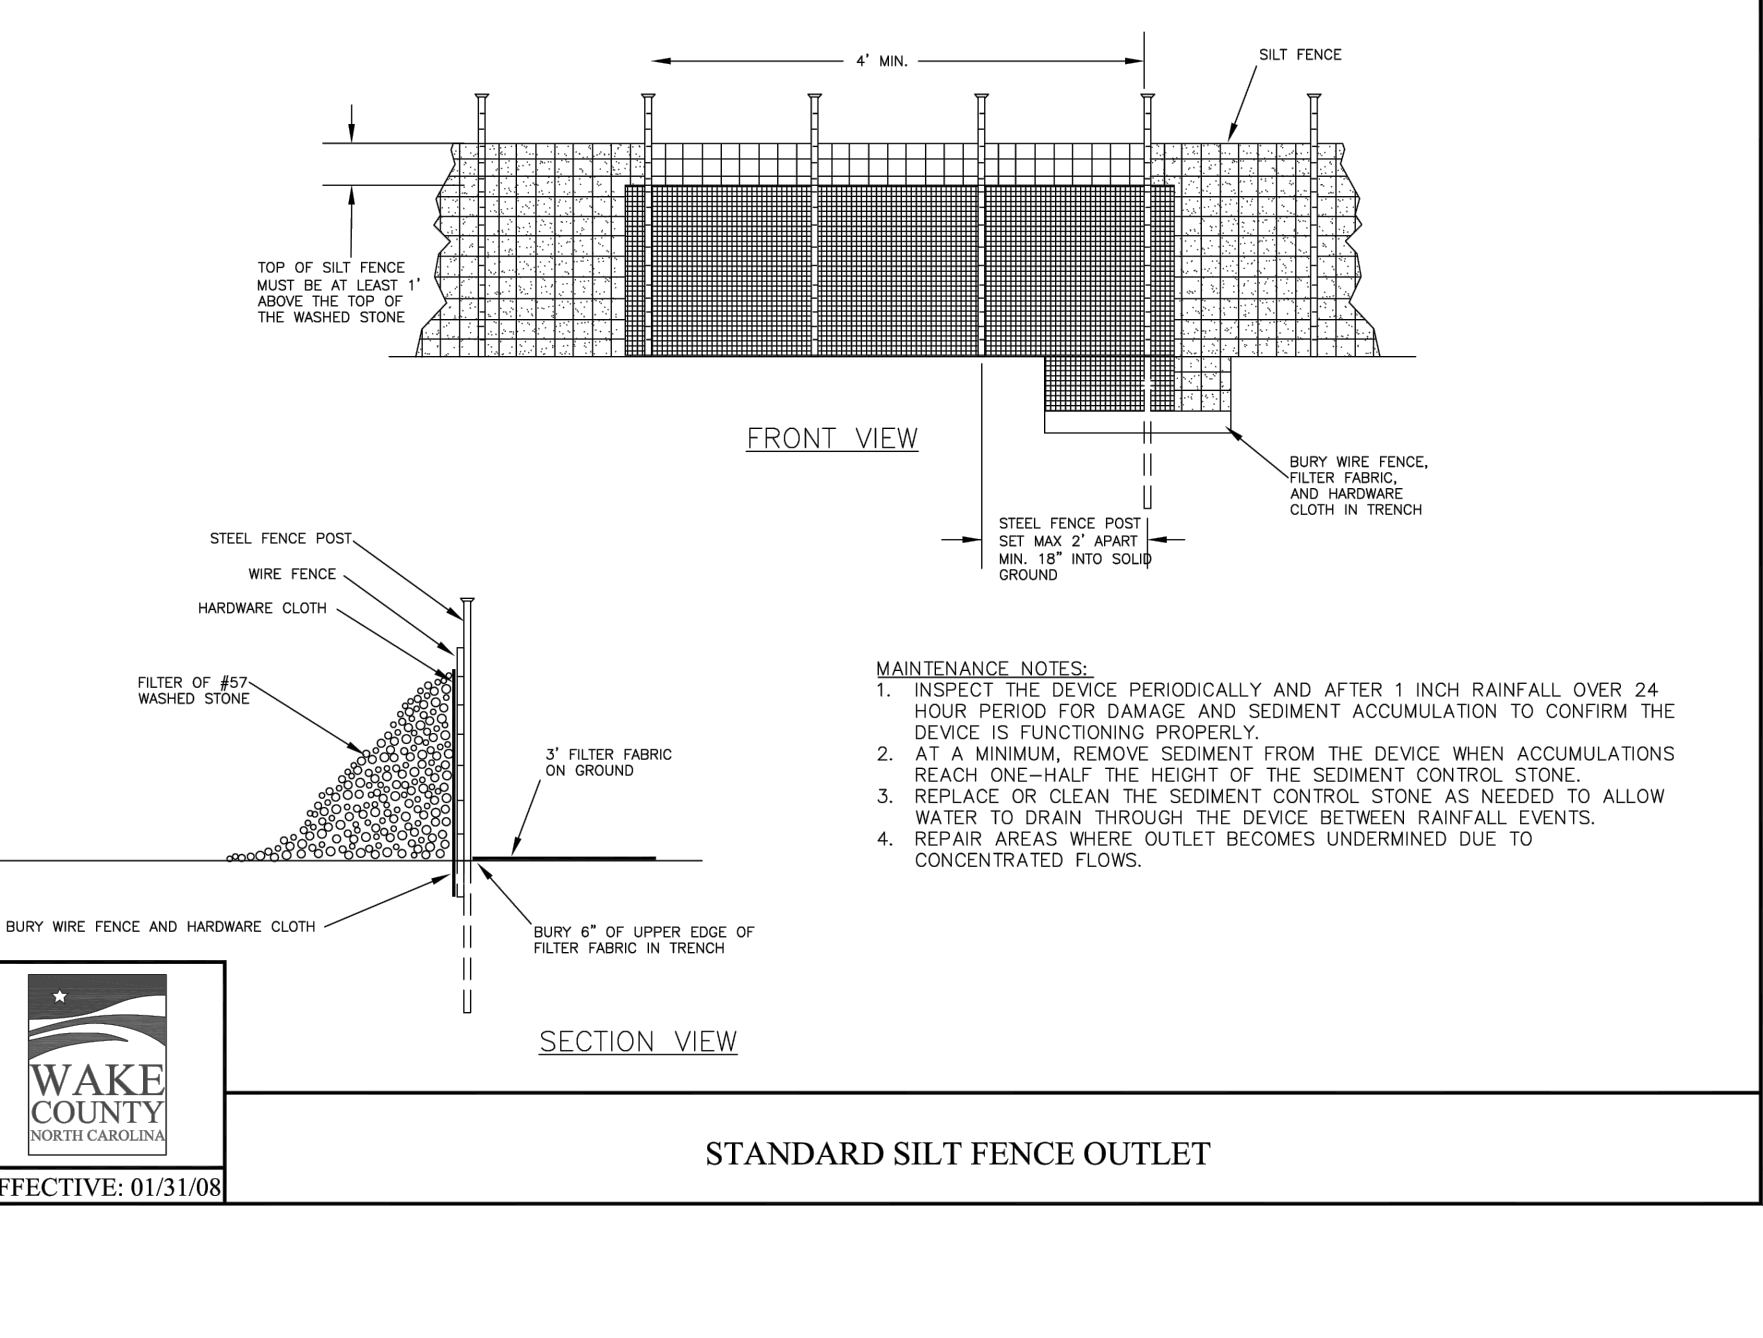 4' MIN.
SILT FENCE
TOP OF SILT FENCE
MUST BE AT LEAST 1'
ABOVE THE TOP OF
THE WASHED STONE
FRONT VIEW
BURY WIRE FENCE,
FILTER FABRIC,
AND HARDWARE
CLOTH IN TRENCH
STEEL FENCE POST
SET MAX 2' APART
MIN. 18" INTO SOLID
GROUND
STEEL FENCE POST
WIRE FENCE
HARDWARE CLOTH
FILTER OF #57
WASHED STONE
3' FILTER FABRIC
ON GROUND
BURY WIRE FENCE AND HARDWARE CLOTH
BURY 6" OF UPPER EDGE OF
FILTER FABRIC IN TRENCH
SECTION VIEW
MAINTENANCE NOTES:
1. INSPECT THE DEVICE PERIODICALLY AND AFTER 1 INCH RAINFALL OVER 24
HOUR PERIOD FOR DAMAGE AND SEDIMENT ACCUMULATION TO CONFIRM THE
DEVICE IS FUNCTIONING PROPERLY.
2. AT A MINIMUM, REMOVE SEDIMENT FROM THE DEVICE WHEN ACCUMULATIONS
REACH ONE-HALF THE HEIGHT OF THE SEDIMENT CONTROL STONE.
3. REPLACE OR CLEAN THE SEDIMENT CONTROL STONE AS NEEDED TO ALLOW
WATER TO DRAIN THROUGH THE DEVICE BETWEEN RAINFALL EVENTS.
4. REPAIR AREAS WHERE OUTLET BECOMES UNDERMINED DUE TO
CONCENTRATED FLOWS.
WAKE
COUNTY
NORTH CAROLINA
FFECTIVE: 01/31/08
STANDARD SILT FENCE OUTLET